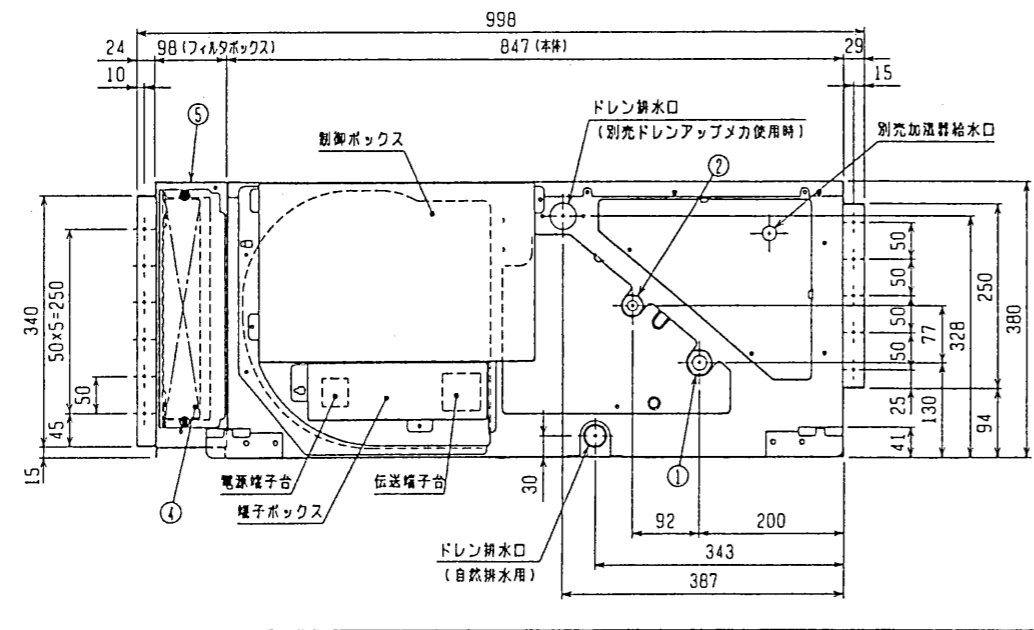 998
24
98 (フィルタボックス)
847 (本体)
29
10
15
⑤
制御ボックス
ドレン排水口
(別売ドレンアップメカ使用時)
②
別売加湿器給水口
340
50×5=250
50
45
15
50
50
50
50
25
41
77
130
250
94
328
380
④
電源端子台
伝送端子台
端子ボックス
30
①
92
200
ドレン排水口
(自然排水用)
343
387